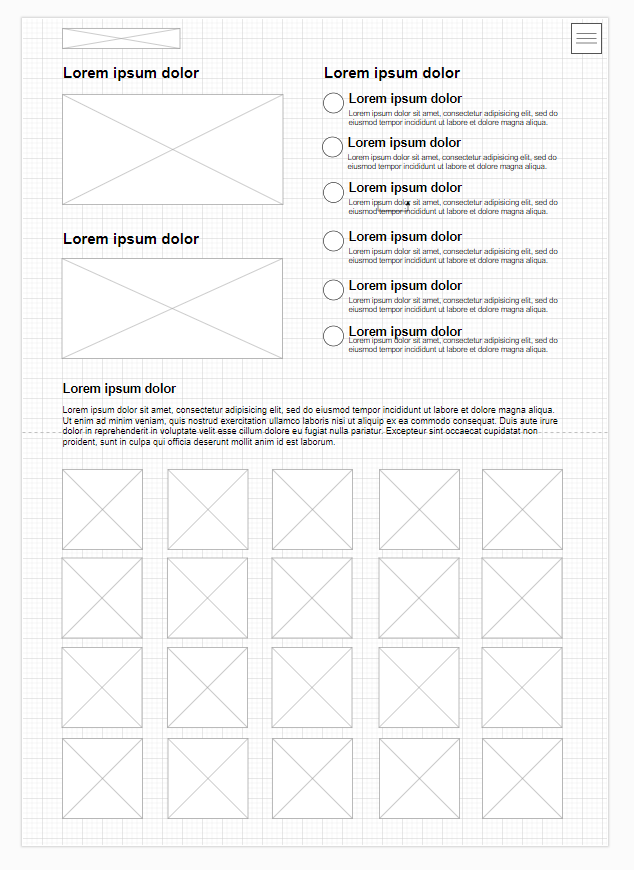 Lorem ipsum dolor
Lorem ipsum dolor
Lorem ipsum dolor
Lorem ipsum dolor sit amet, consectetur adipisicing elit, sed do
eiusmod tempor incididunt ut labore et dolore magna aliqua.
Lorem ipsum dolor
Lorem ipsum dolor sit amet, consectetur adipisicing elit, sed do
eiusmod tempor incididunt ut labore et dolore magna aliqua.
Lorem ipsum dolor
Lorem ipsum dolor sit amet, consectetur adipisicing elit, sed do
eiusmod tempor incididunt ut labore et dolore magna aliqua.
Lorem ipsum dolor
Lorem ipsum dolor
Lorem ipsum dolor sit amet, consectetur adipisicing elit, sed do
eiusmod tempor incididunt ut labore et dolore magna aliqua.
Lorem ipsum dolor
Lorem ipsum dolor sit amet, consectetur adipisicing elit, sed do
eiusmod tempor incididunt ut labore et dolore magna aliqua.
Lorem ipsum dolor
Lorem ipsum dolor sit amet, consectetur adipisicing elit, sed do
eiusmod tempor incididunt ut labore et dolore magna aliqua.
Lorem ipsum dolor
Lorem ipsum dolor sit amet, consectetur adipisicing elit, sed do eiusmod tempor incididunt ut labore et dolore magna aliqua.
Ut enim ad minim veniam, quis nostrud exercitation ullamco laboris nisi ut aliquip ex ea commodo consequat. Duis aute irure
dolor in reprehenderit in voluptate velit esse cillum dolore eu fugiat nulla pariatur. Excepteur sint occaecat cupidatat non
proident, sunt in culpa qui officia deserunt mollit anim id est laborum.